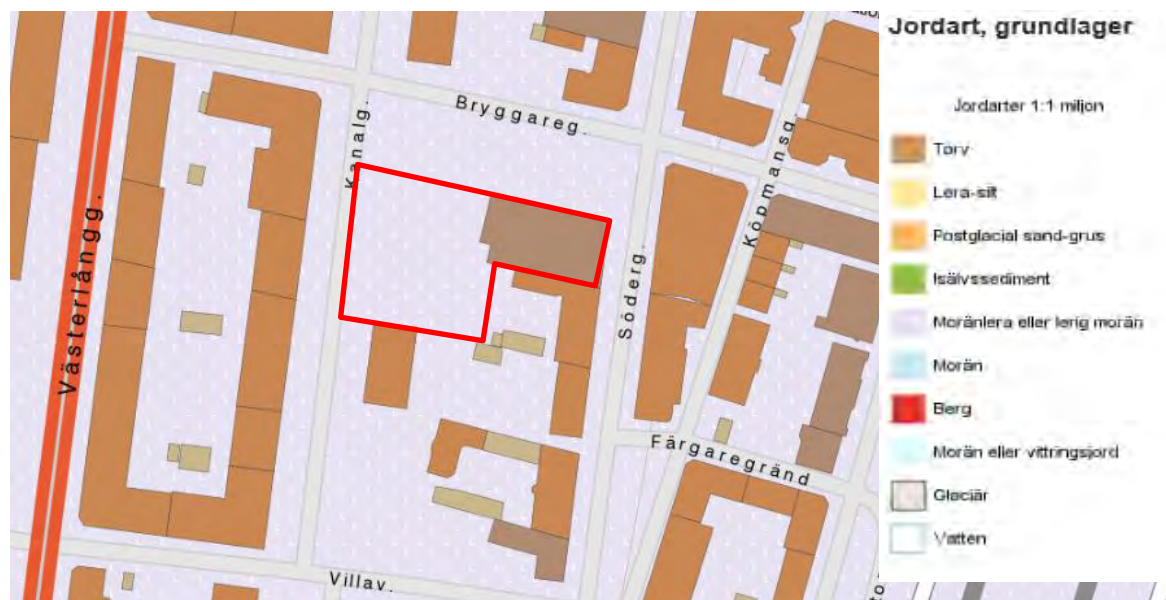 Bryggareg.
Kanalg.
Köpmansg.
Västerlångg.
Söderg.
Färgaregränd
Villav.
Jordart, grundlager
Jordarter 1:1 miljon
Torv
Lera-silt
Postglacial sand-grus
Isälvssediment
Moränlera eller lerig morän
Morän
Berg
Morän eller vittringsjord
Glaciär
Vatten